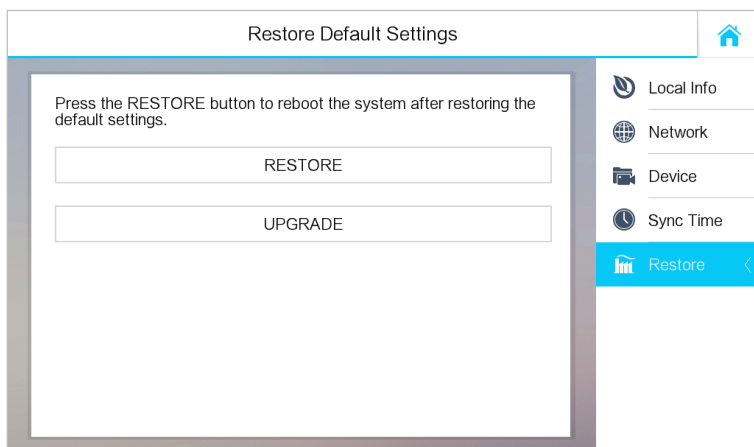 Restore Default Settings
Press the RESTORE button to reboot the system after restoring the
default settings.
RESTORE
UPGRADE
Local Info
Network
Device
Sync Time
Restore